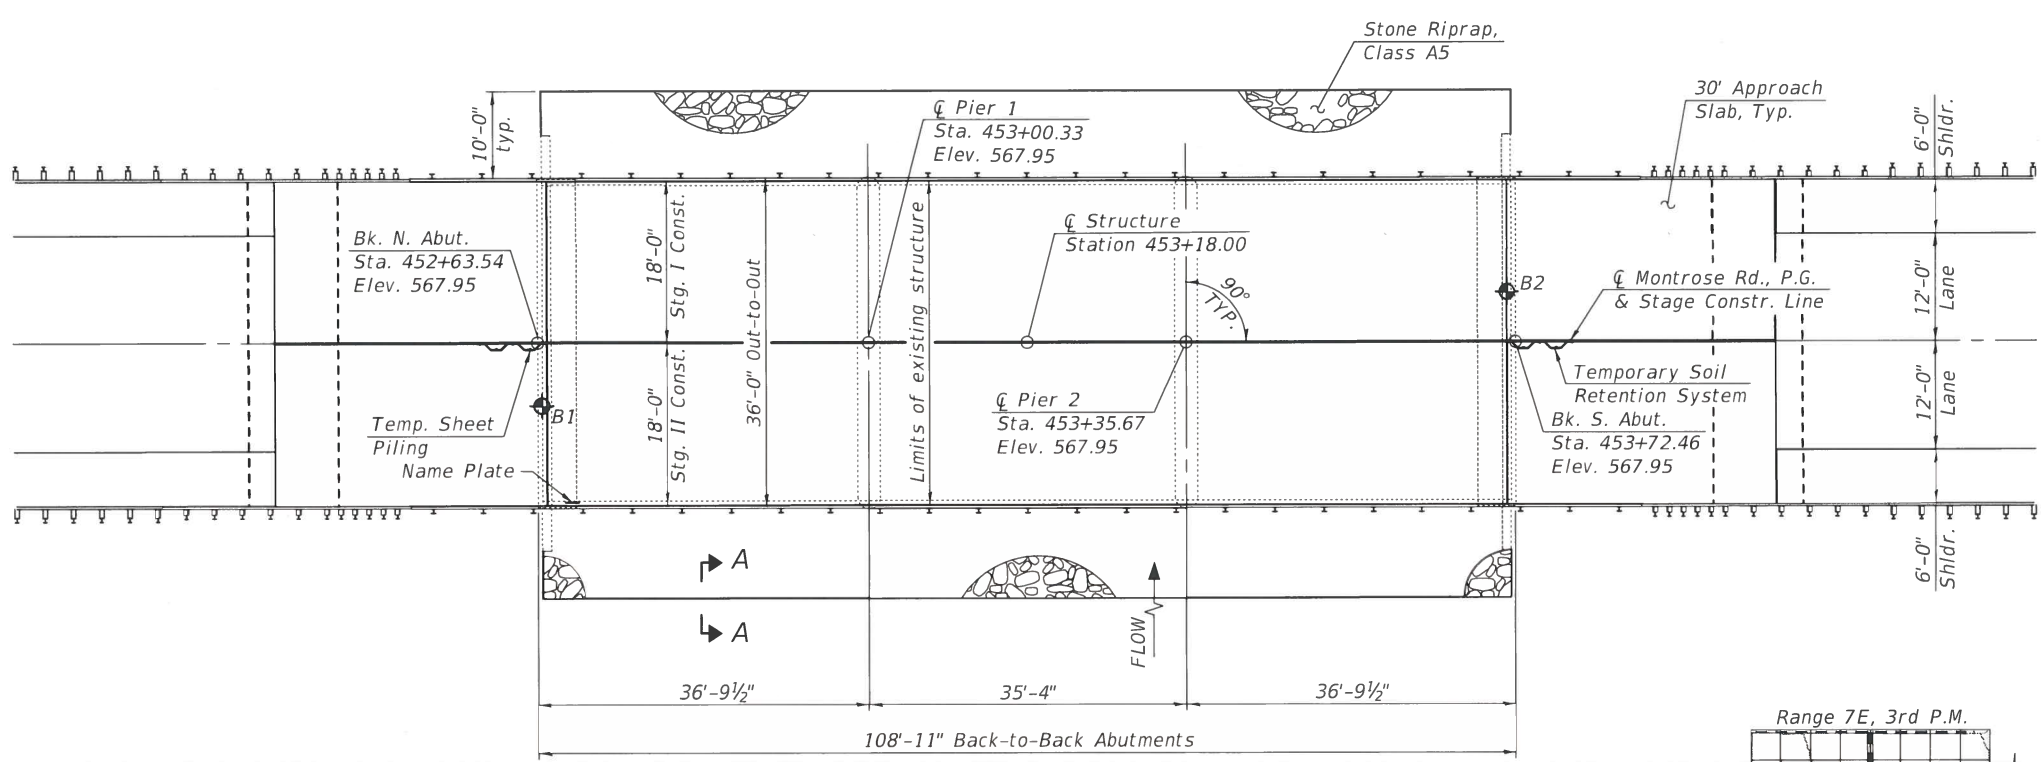 Stone Riprap,
Class A5
30' Approach
Slab, Typ.
6'-0"
Shldr.
10'-0"
typ.
℄ Pier 1
Sta. 453+00.33
Elev. 567.95
℄ Structure
Station 453+18.00
Bk. N. Abut.
Sta. 452+63.54
Elev. 567.95
18'-0"
Stg. I Const.
36'-0" Out-to-Out
Limits of existing structure
90°
TYP.
B2
℄ Montrose Rd., P.G.
& Stage Constr. Line
12'-0"
Lane
Temp. Sheet
Piling
Name Plate
B1
18'-0"
Stg. II Const.
℄ Pier 2
Sta. 453+35.67
Elev. 567.95
Temporary Soil
Retention System
Bk. S. Abut.
Sta. 453+72.46
Elev. 567.95
12'-0"
Lane
6'-0"
Shldr.
A
A
FLOW
36'-9½"
35'-4"
36'-9½"
108'-11" Back-to-Back Abutments
Range 7E, 3rd P.M.